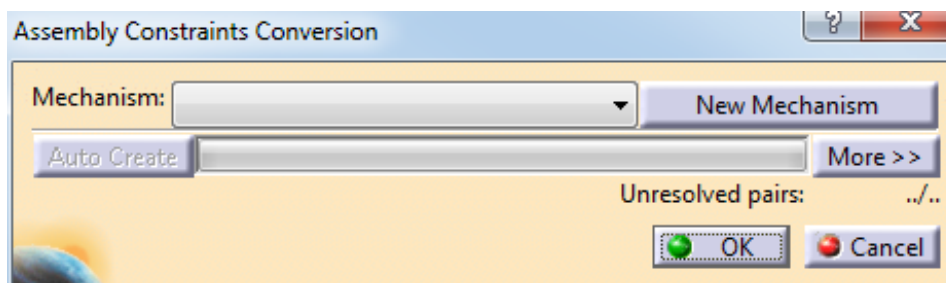 Assembly Constraints Conversion
Mechanism: New Mechanism
Auto Create More >>
Unresolved pairs: ../..
OK Cancel